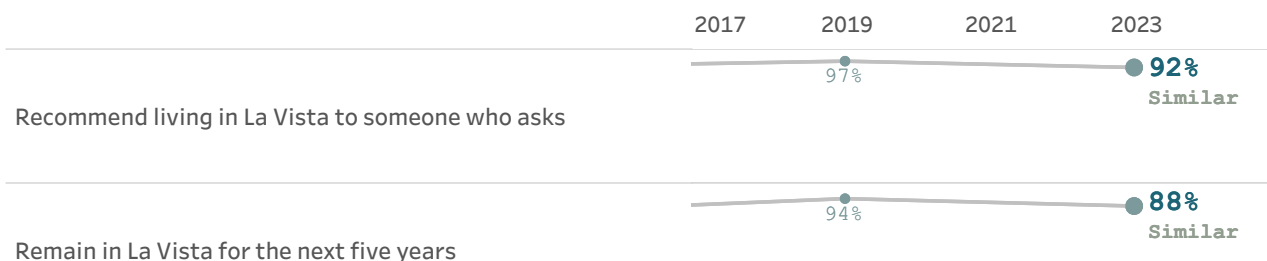 2017 2019 2021 2023
97% 92%
Similar
Recommend living in La Vista to someone who asks
94% 88%
Similar
Remain in La Vista for the next five years